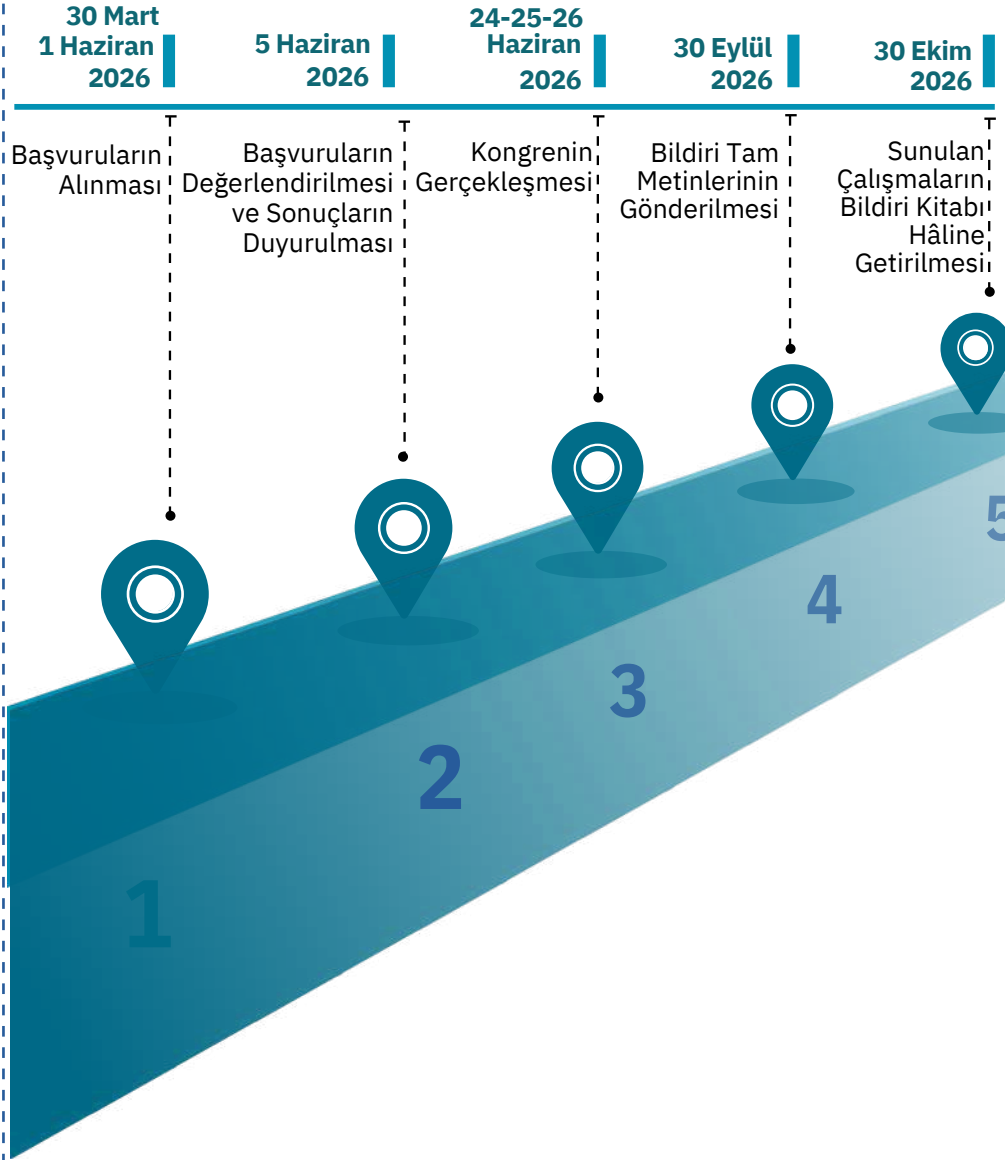 30 Mart
1 Haziran
2026
5 Haziran
2026
24-25-26
Haziran
2026
30 Eylül
2026
30 Ekim
2026
Başvuruların
Alınması
Başvuruların
Değerlendirilmesi
ve Sonuçların
Duyurulması
Kongrenin
Gerçekleşmesi
Bildiri Tam
Metinlerinin
Gönderilmesi
Sunulan
Çalışmaların
Bildiri Kitabı
Hâline
Getirilmesi
1
2
3
4
5